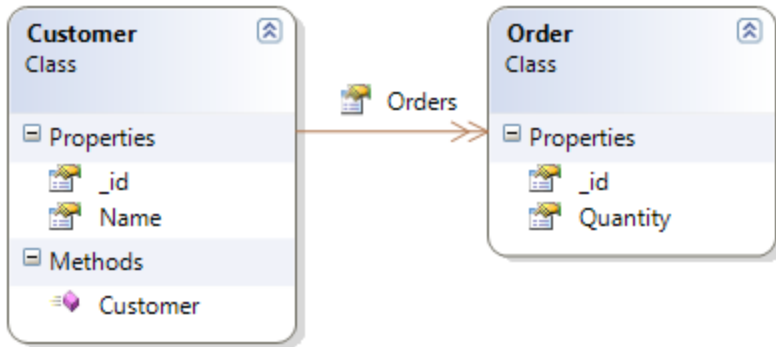 Customer
Class
Properties
_id
Name
Methods
Customer
Orders
Order
Class
Properties
_id
Quantity